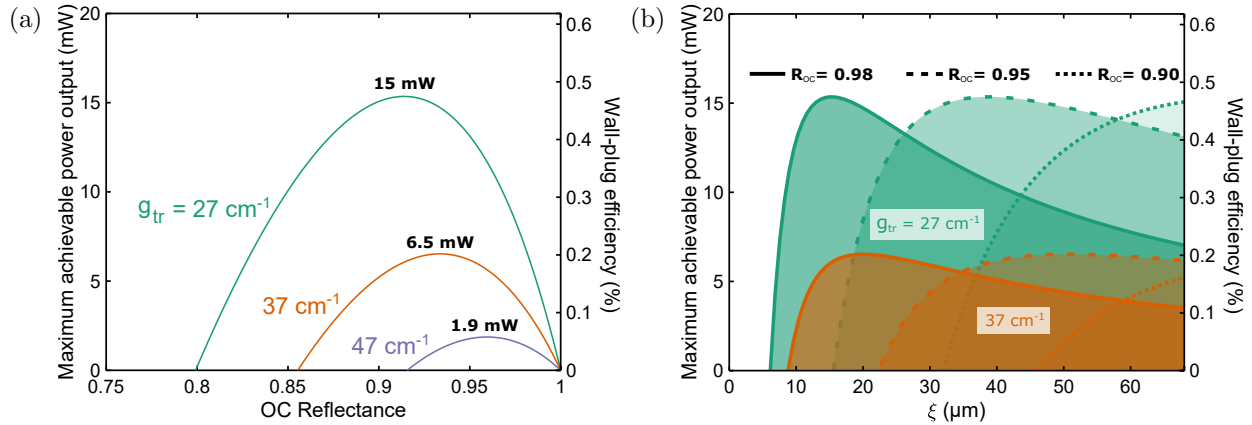 (a)
Maximum achievable power output (mW)
20
15
10
5
0
15 mW
g_tr = 27 cm⁻¹
6.5 mW
37 cm⁻¹
1.9 mW
47 cm⁻¹
0.6
0.5
0.4
0.3
0.2
0.1
0
Wall-plug efficiency (%)
0.75 0.8 0.85 0.9 0.95 1
OC Reflectance
(b)
Maximum achievable power output (mW)
20
15
10
5
0
R_OC= 0.98 R_OC= 0.95 R_OC= 0.90
g_tr = 27 cm⁻¹
37 cm⁻¹
0.6
0.5
0.4
0.3
0.2
0.1
0
Wall-plug efficiency (%)
0 10 20 30 40 50 60
ξ (μm)